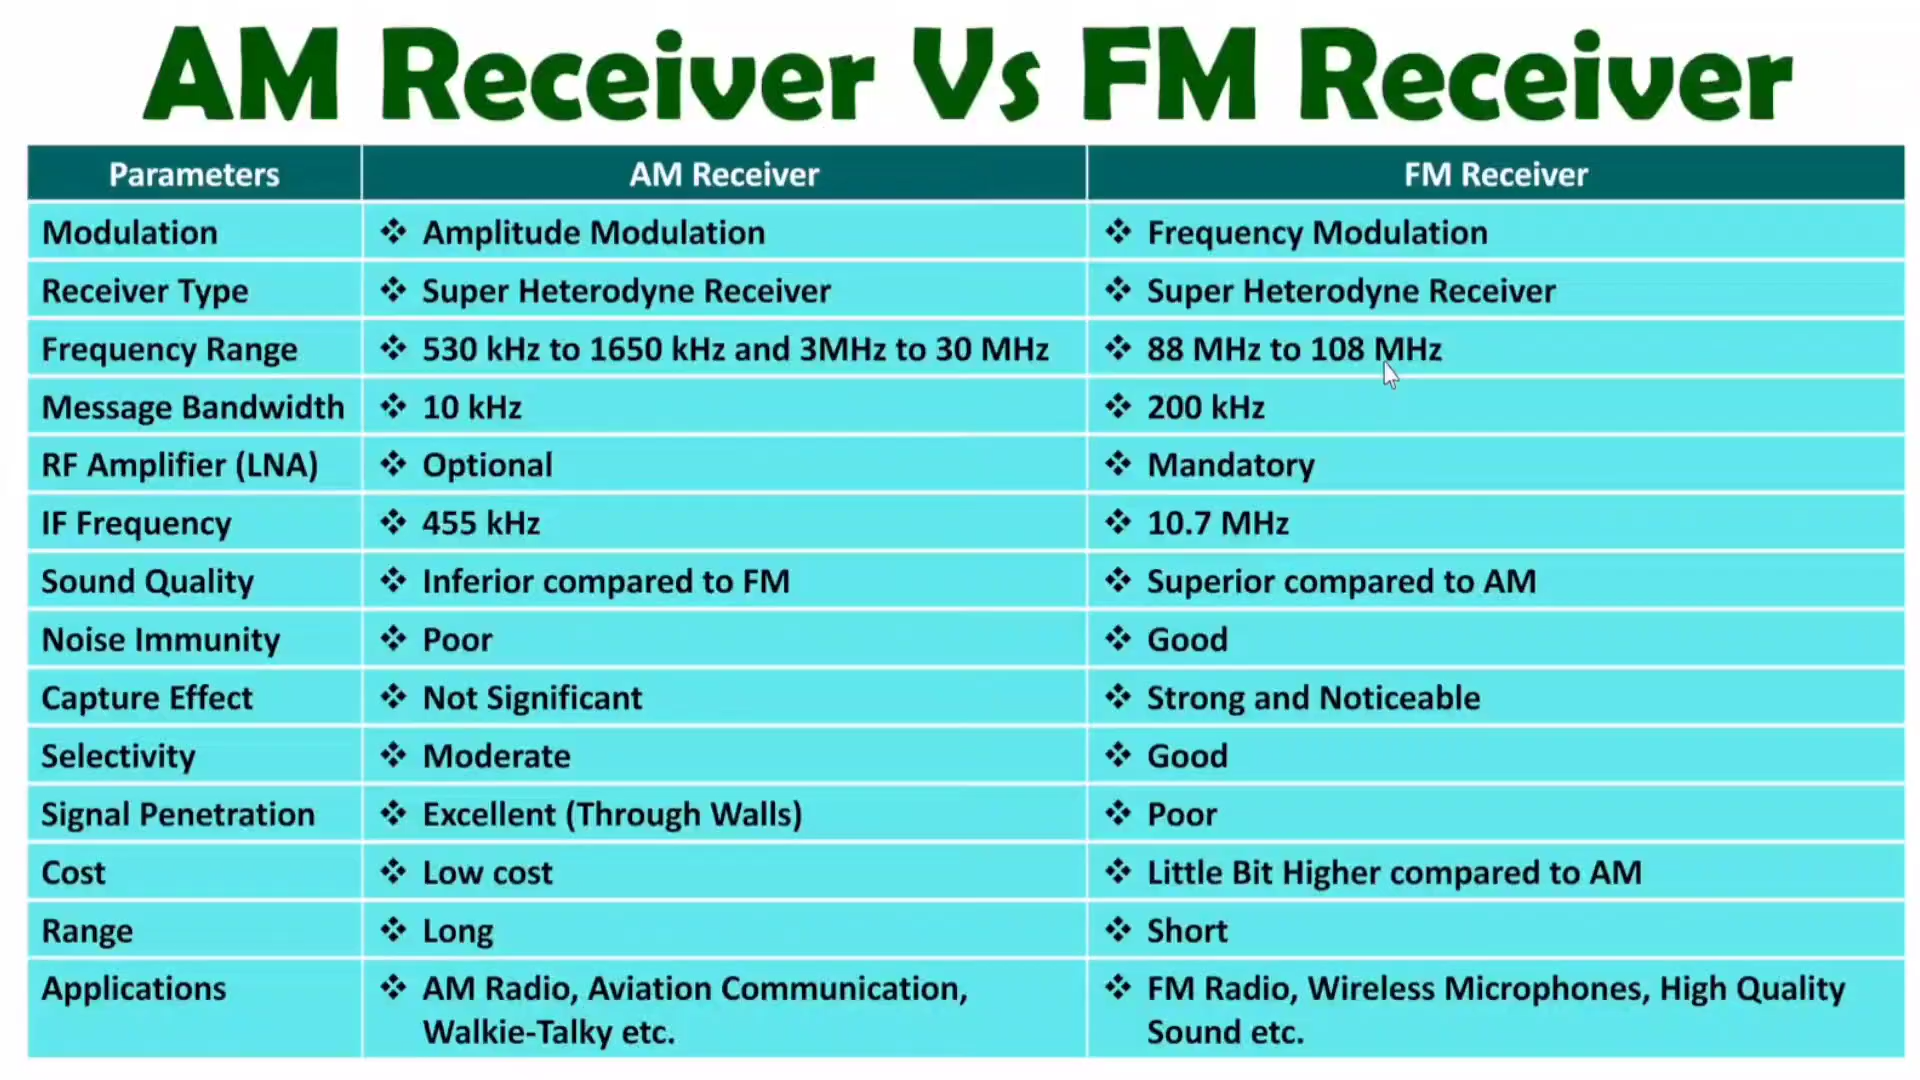 AM Receiver Vs FM Receiver
Parameters AM Receiver FM Receiver
Modulation ❖ Amplitude Modulation ❖ Frequency Modulation
Receiver Type ❖ Super Heterodyne Receiver ❖ Super Heterodyne Receiver
Frequency Range ❖ 530 kHz to 1650 kHz and 3MHz to 30 MHz ❖ 88 MHz to 108 MHz
Message Bandwidth ❖ 10 kHz ❖ 200 kHz
RF Amplifier (LNA) ❖ Optional ❖ Mandatory
IF Frequency ❖ 455 kHz ❖ 10.7 MHz
Sound Quality ❖ Inferior compared to FM ❖ Superior compared to AM
Noise Immunity ❖ Poor ❖ Good
Capture Effect ❖ Not Significant ❖ Strong and Noticeable
Selectivity ❖ Moderate ❖ Good
Signal Penetration ❖ Excellent (Through Walls) ❖ Poor
Cost ❖ Low cost ❖ Little Bit Higher compared to AM
Range ❖ Long ❖ Short
Applications ❖ AM Radio, Aviation Communication, ❖ FM Radio, Wireless Microphones, High Quality
Walkie-Talky etc. Sound etc.